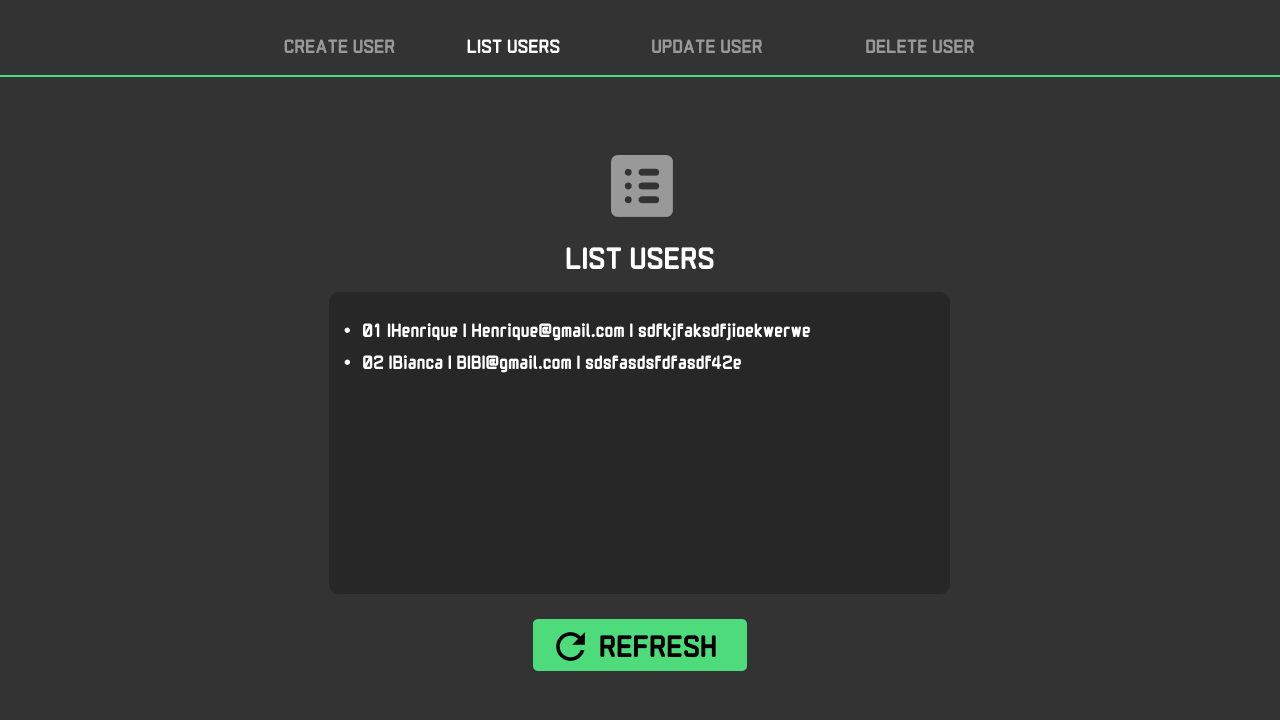 CREATE USER LIST USERS UPDATE USER DELETE USER
LIST USERS
• 01 |Henrique | Henrique@gmail.com | sdfkjfaksdfjioekwerwe
• 02 |Bianca | BIBI@gmail.com | sdsfasdsfdfasdf42e
REFRESH